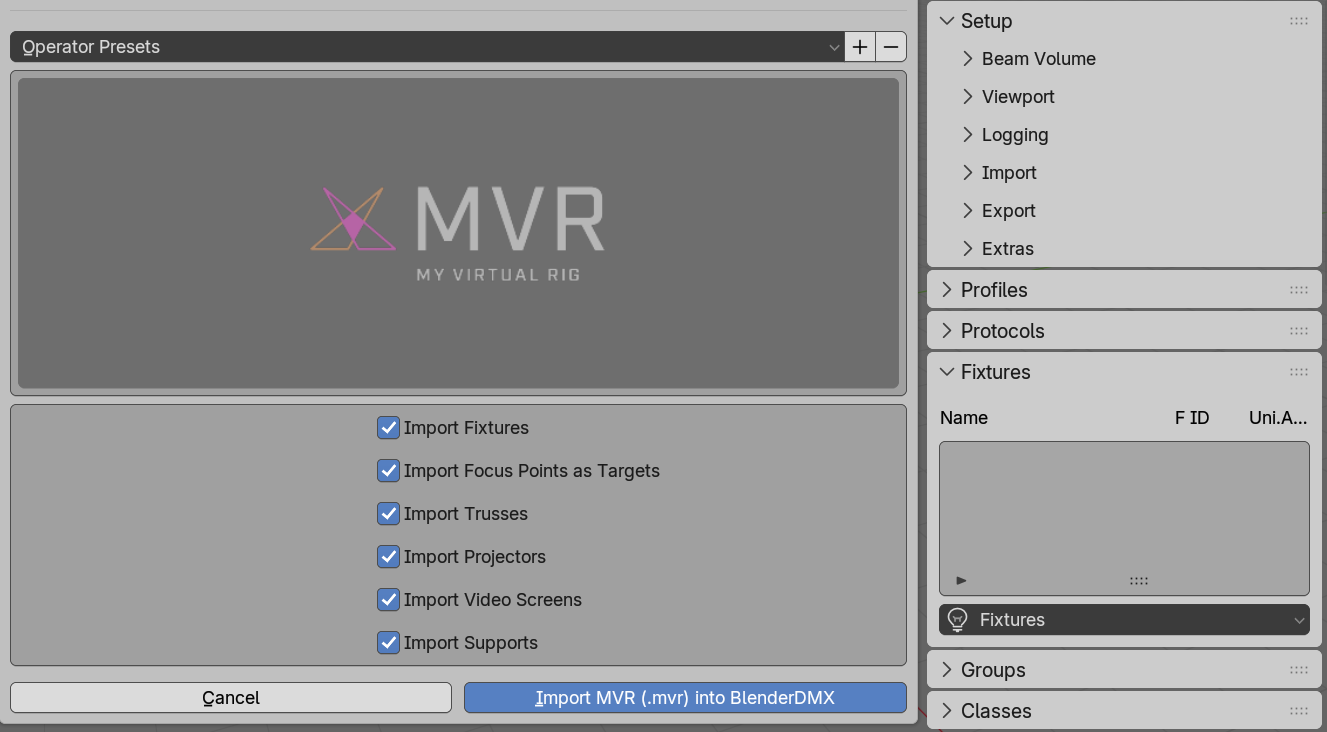 Operator Presets
MVR
MY VIRTUAL RIG
Import Fixtures
Import Focus Points as Targets
Import Trusses
Import Projectors
Import Video Screens
Import Supports
Cancel
Import MVR (.mvr) into BlenderDMX
Setup
Beam Volume
Viewport
Logging
Import
Export
Extras
Profiles
Protocols
Fixtures
Name F ID Uni.A...
Fixtures
Groups
Classes